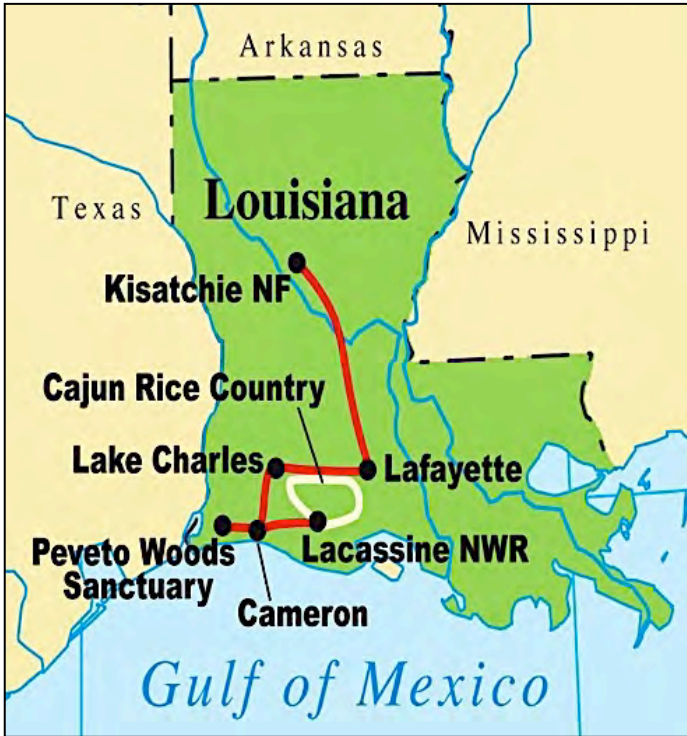 Arkansas
Texas
Louisiana
Mississippi
Kisatchie NF
Cajun Rice Country
Lake Charles
Lafayette
Peveto Woods
Sanctuary
Lacassine NWR
Cameron
Gulf of Mexico